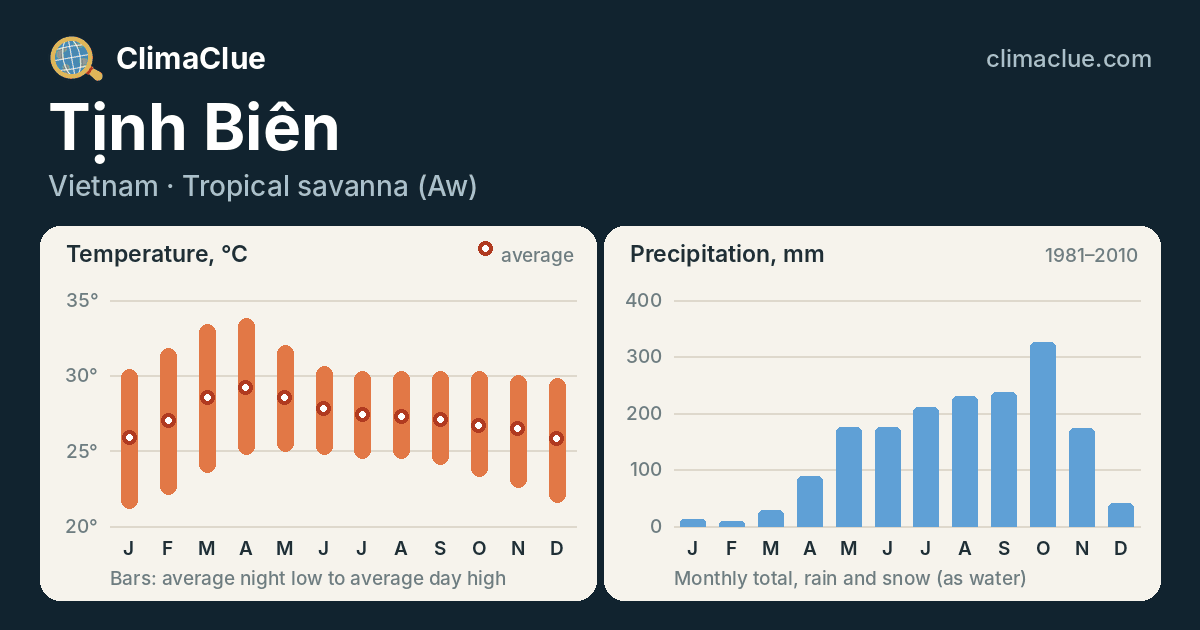 ClimaClue
climaclue.com
Tịnh Biên
Vietnam · Tropical savanna (Aw)
Temperature, °C
average
35°
30°
25°
20°
J F M A M J J A S O N D
Bars: average night low to average day high
Precipitation, mm
1981–2010
400
300
200
100
0
J F M A M J J A S O N D
Monthly total, rain and snow (as water)